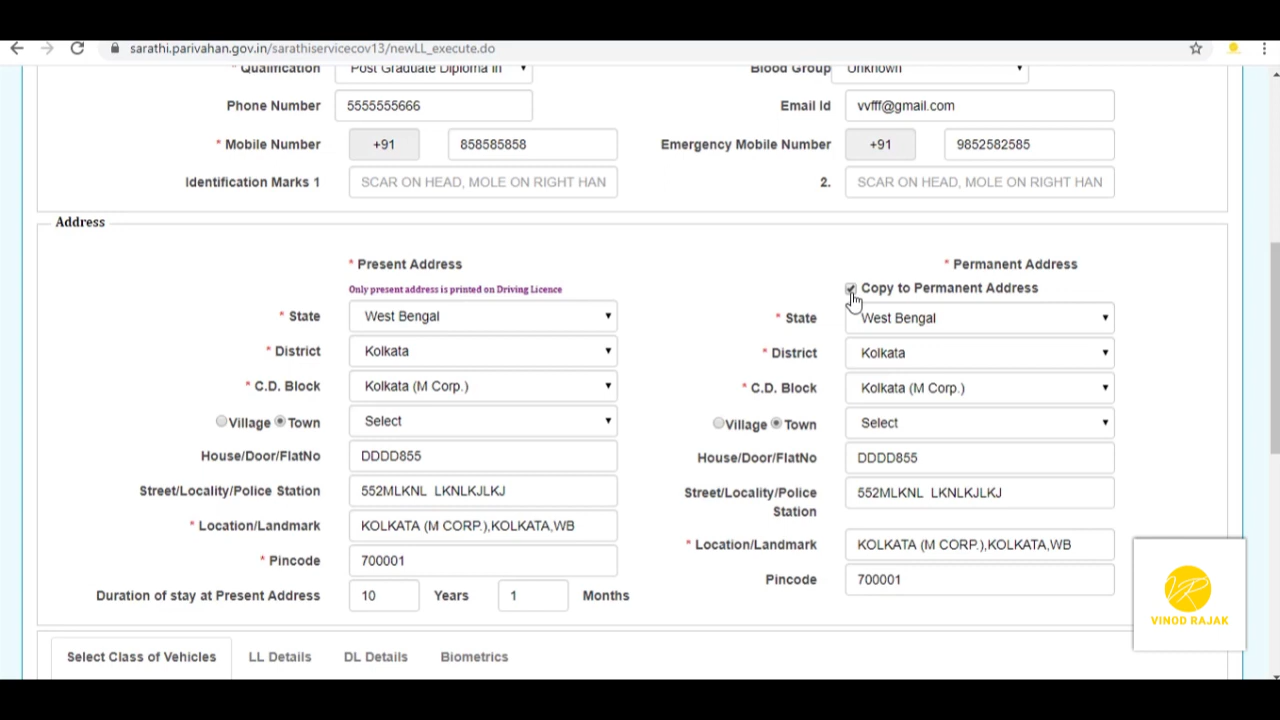 sarathi.parivahan.gov.in/sarathiservicecov13/newLL_execute.do
* Qualification Post Graduate Diploma in Blood Group Unknown
Phone Number 5555555666 Email Id vvfff@gmail.com
* Mobile Number +91 858585858 Emergency Mobile Number +91 9852582585
Identification Marks 1 SCAR ON HEAD, MOLE ON RIGHT HAN 2. SCAR ON HEAD, MOLE ON RIGHT HAN
Address
* Present Address * Permanent Address
Only present address is printed on Driving Licence Copy to Permanent Address
* State West Bengal * State West Bengal
* District Kolkata * District Kolkata
* C.D. Block Kolkata (M Corp.) * C.D. Block Kolkata (M Corp.)
Village Town Select Village Town Select
House/Door/FlatNo DDDD855 House/Door/FlatNo DDDD855
Street/Locality/Police Station 552MLKNL LKNLKJLKJ Street/Locality/Police Station 552MLKNL LKNLKJLKJ
* Location/Landmark KOLKATA (M CORP.),KOLKATA,WB * Location/Landmark KOLKATA (M CORP.),KOLKATA,WB
* Pincode 700001 Pincode 700001
Duration of stay at Present Address 10 Years 1 Months
VR
VINOD RAJAK
Select Class of Vehicles LL Details DL Details Biometrics